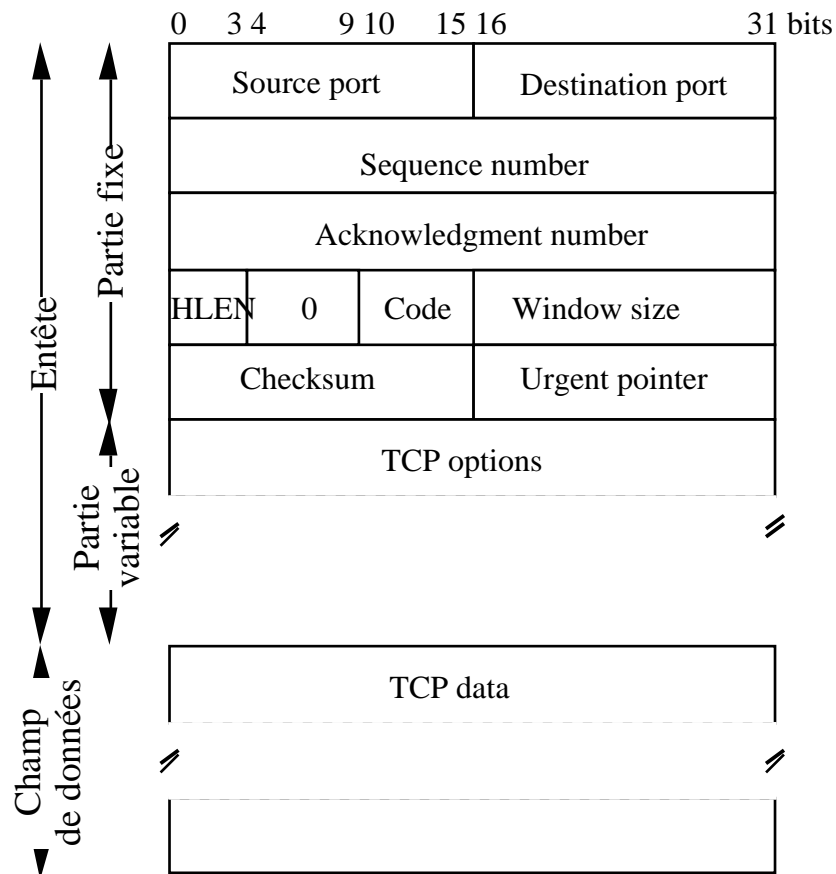 0 3 4 9 10 15 16 31 bits
Source port Destination port
Sequence number
Acknowledgment number
HLEN 0 Code Window size
Checksum Urgent pointer
TCP options
TCP data
Entête
Partie fixe
Partie
variable
Champ
de données